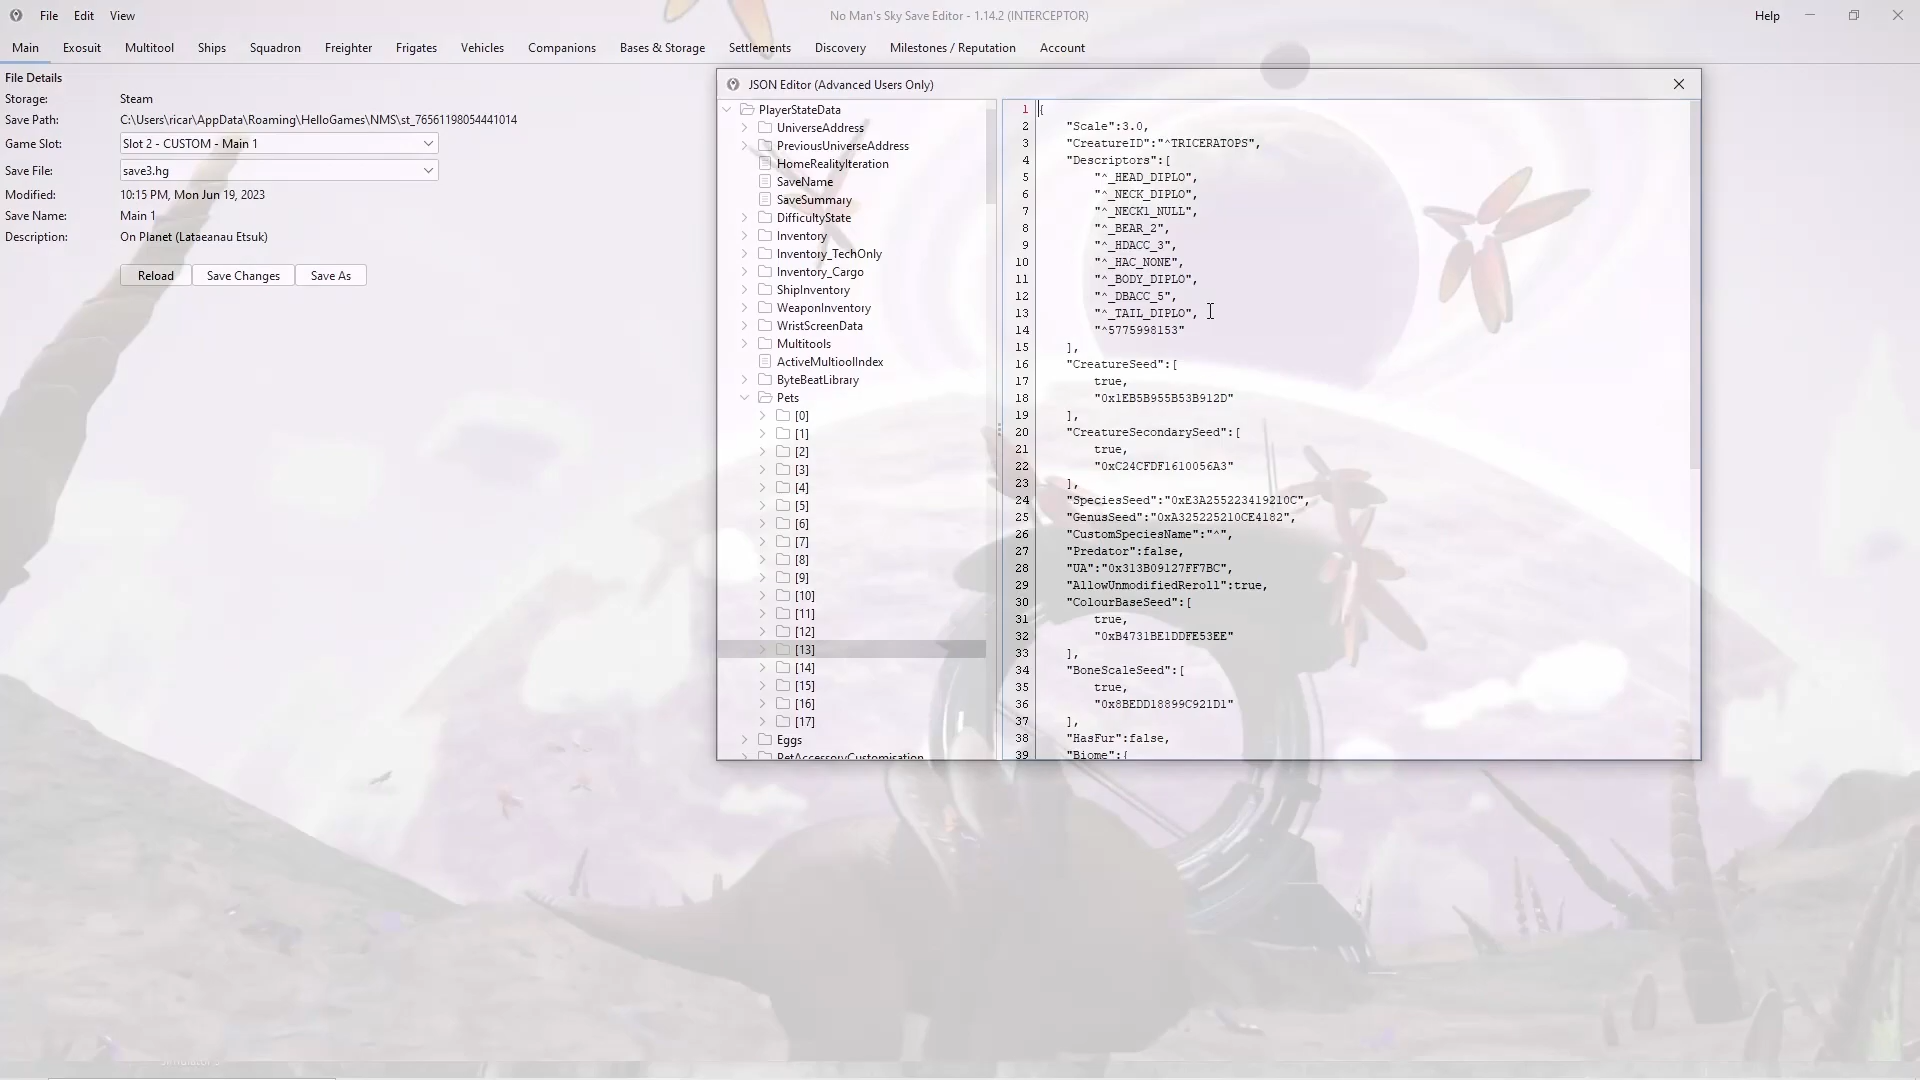 File Edit View
No Man's Sky Save Editor - 1.14.2 (INTERCEPTOR)
Help
Main Exosuit Multitool Ships Squadron Freighter Frigates Vehicles Companions Bases & Storage Settlements Discovery Milestones / Reputation Account
File Details
Storage: Steam
Save Path: C:\Users\ricar\AppData\Roaming\HelloGames\NMS\st_76561198054441014
Game Slot: Slot 2 - CUSTOM - Main 1
Save File: save3.hg
Modified: 10:15 PM, Mon Jun 19, 2023
Save Name: Main 1
Description: On Planet (Lataeanau Etsuk)
Reload Save Changes Save As
JSON Editor (Advanced Users Only)
PlayerStateData
UniverseAddress
PreviousUniverseAddress
HomeRealityIteration
SaveName
SaveSummary
DifficultyState
Inventory
Inventory_TechOnly
Inventory_Cargo
ShipInventory
WeaponInventory
WristScreenData
Multitools
ActiveMultioolIndex
ByteBeatLibrary
Pets
[0]
[1]
[2]
[3]
[4]
[5]
[6]
[7]
[8]
[9]
[10]
[11]
[12]
[13]
[14]
[15]
[16]
[17]
Eggs
PetAccessoryCustomisation
1 {
2 "Scale":3.0,
3 "CreatureID":"^TRICERATOPS",
4 "Descriptors":[
5 "^_HEAD_DIPLO",
6 "^_NECK_DIPLO",
7 "^_NECK1_NULL",
8 "^_BEAR_2",
9 "^_HDACC_3",
10 "^_HAC_NONE",
11 "^_BODY_DIPLO",
12 "^_DBACC_5",
13 "^_TAIL_DIPLO",
14 "^5775998153"
15 ],
16 "CreatureSeed":[
17 true,
18 "0x1EB5B955B53B912D"
19 ],
20 "CreatureSecondarySeed":[
21 true,
22 "0xC24CFDF1610056A3"
23 ],
24 "SpeciesSeed":"0xE3A255223419210C",
25 "GenusSeed":"0xA325225210CE4182",
26 "CustomSpeciesName":"^",
27 "Predator":false,
28 "UA":"0x313B09127FF7BC",
29 "AllowUnmodifiedReroll":true,
30 "ColourBaseSeed":[
31 true,
32 "0xB4731BE1DDFE53EE"
33 ],
34 "BoneScaleSeed":[
35 true,
36 "0x8BEDD18899C921D1"
37 ],
38 "HasFur":false,
39 "Biome":{